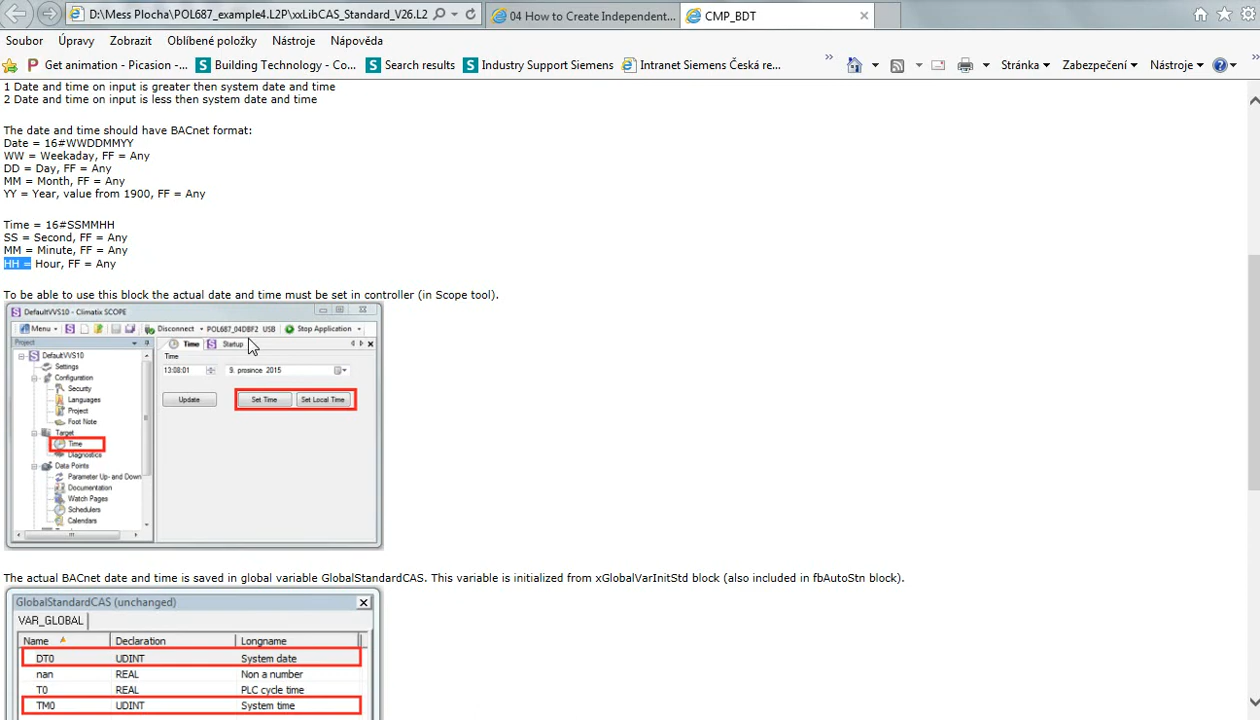 D:\Mess Plocha\POL687_example4.L2P\xxLibCAS_Standard_V26.L2
04 How to Create Independent...
CMP_BDT
Soubor Úpravy Zobrazit Oblíbené položky Nástroje Nápověda
Get animation - Picasion -... Building Technology - Co... Search results Industry Support Siemens Intranet Siemens Česká re... Stránka Zabezpečení Nástroje
1 Date and time on input is greater then system date and time
2 Date and time on input is less then system date and time
The date and time should have BACnet format:
Date = 16#WWDDMMYY
WW = Weekaday, FF = Any
DD = Day, FF = Any
MM = Month, FF = Any
YY = Year, value from 1900, FF = Any
Time = 16#SSMMHH
SS = Second, FF = Any
MM = Minute, FF = Any
HH = Hour, FF = Any
To be able to use this block the actual date and time must be set in controller (in Scope tool).
DefaultVVS10 - Climatix SCOPE
Menu Disconnect POL687_04DBF2 USB Stop Application
Project
Time Startup
DefaultVVS10
Settings
Configuration
Security
Languages
Project
Foot Note
Target
Time
Diagnostics
Data Points
Parameter Up- and Down
Documentation
Watch Pages
Schedulers
Calendars
Time
13:08:01 9. prosince 2015
Update Set Time Set Local Time
The actual BACnet date and time is saved in global variable GlobalStandardCAS. This variable is initialized from xGlobalVarInitStd block (also included in fbAutoStn block).
GlobalStandardCAS (unchanged)
VAR_GLOBAL
Name Declaration Longname
DT0 UDINT System date
nan REAL Non a number
T0 REAL PLC cycle time
TM0 UDINT System time